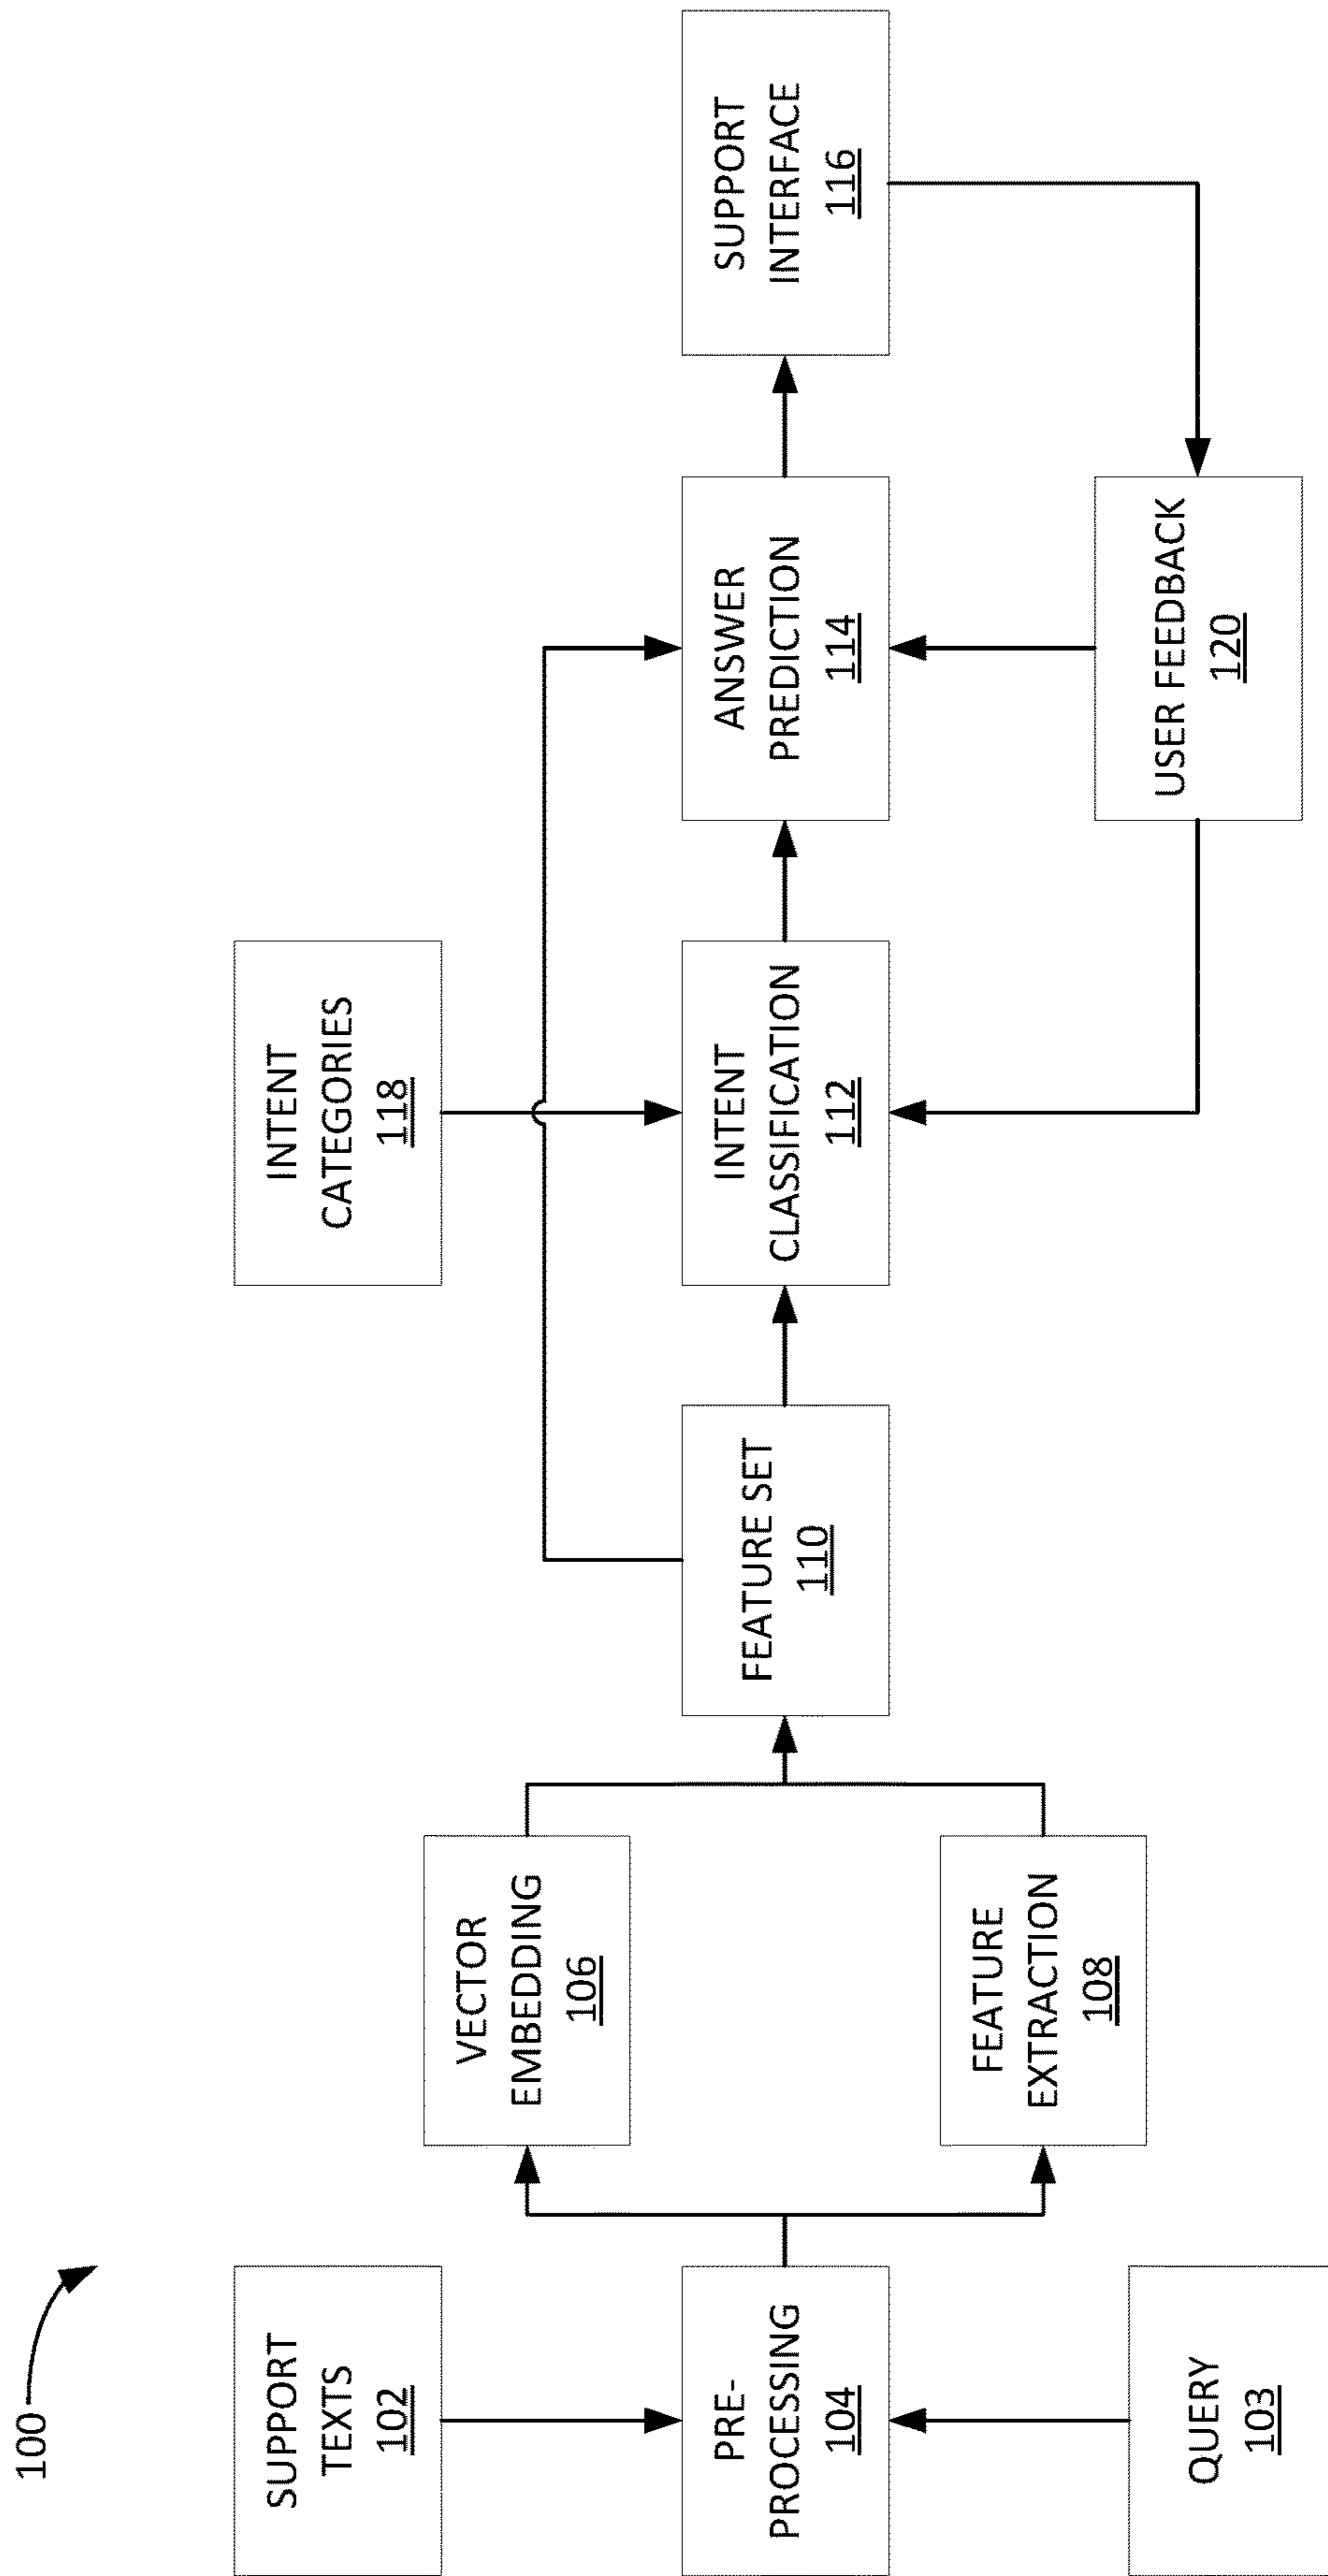 100
SUPPORT
TEXTS
102
PRE-
PROCESSING
104
QUERY
103
VECTOR
EMBEDDING
106
FEATURE
EXTRACTION
108
FEATURE SET
110
INTENT
CATEGORIES
118
INTENT
CLASSIFICATION
112
ANSWER
PREDICTION
114
SUPPORT
INTERFACE
116
USER FEEDBACK
120